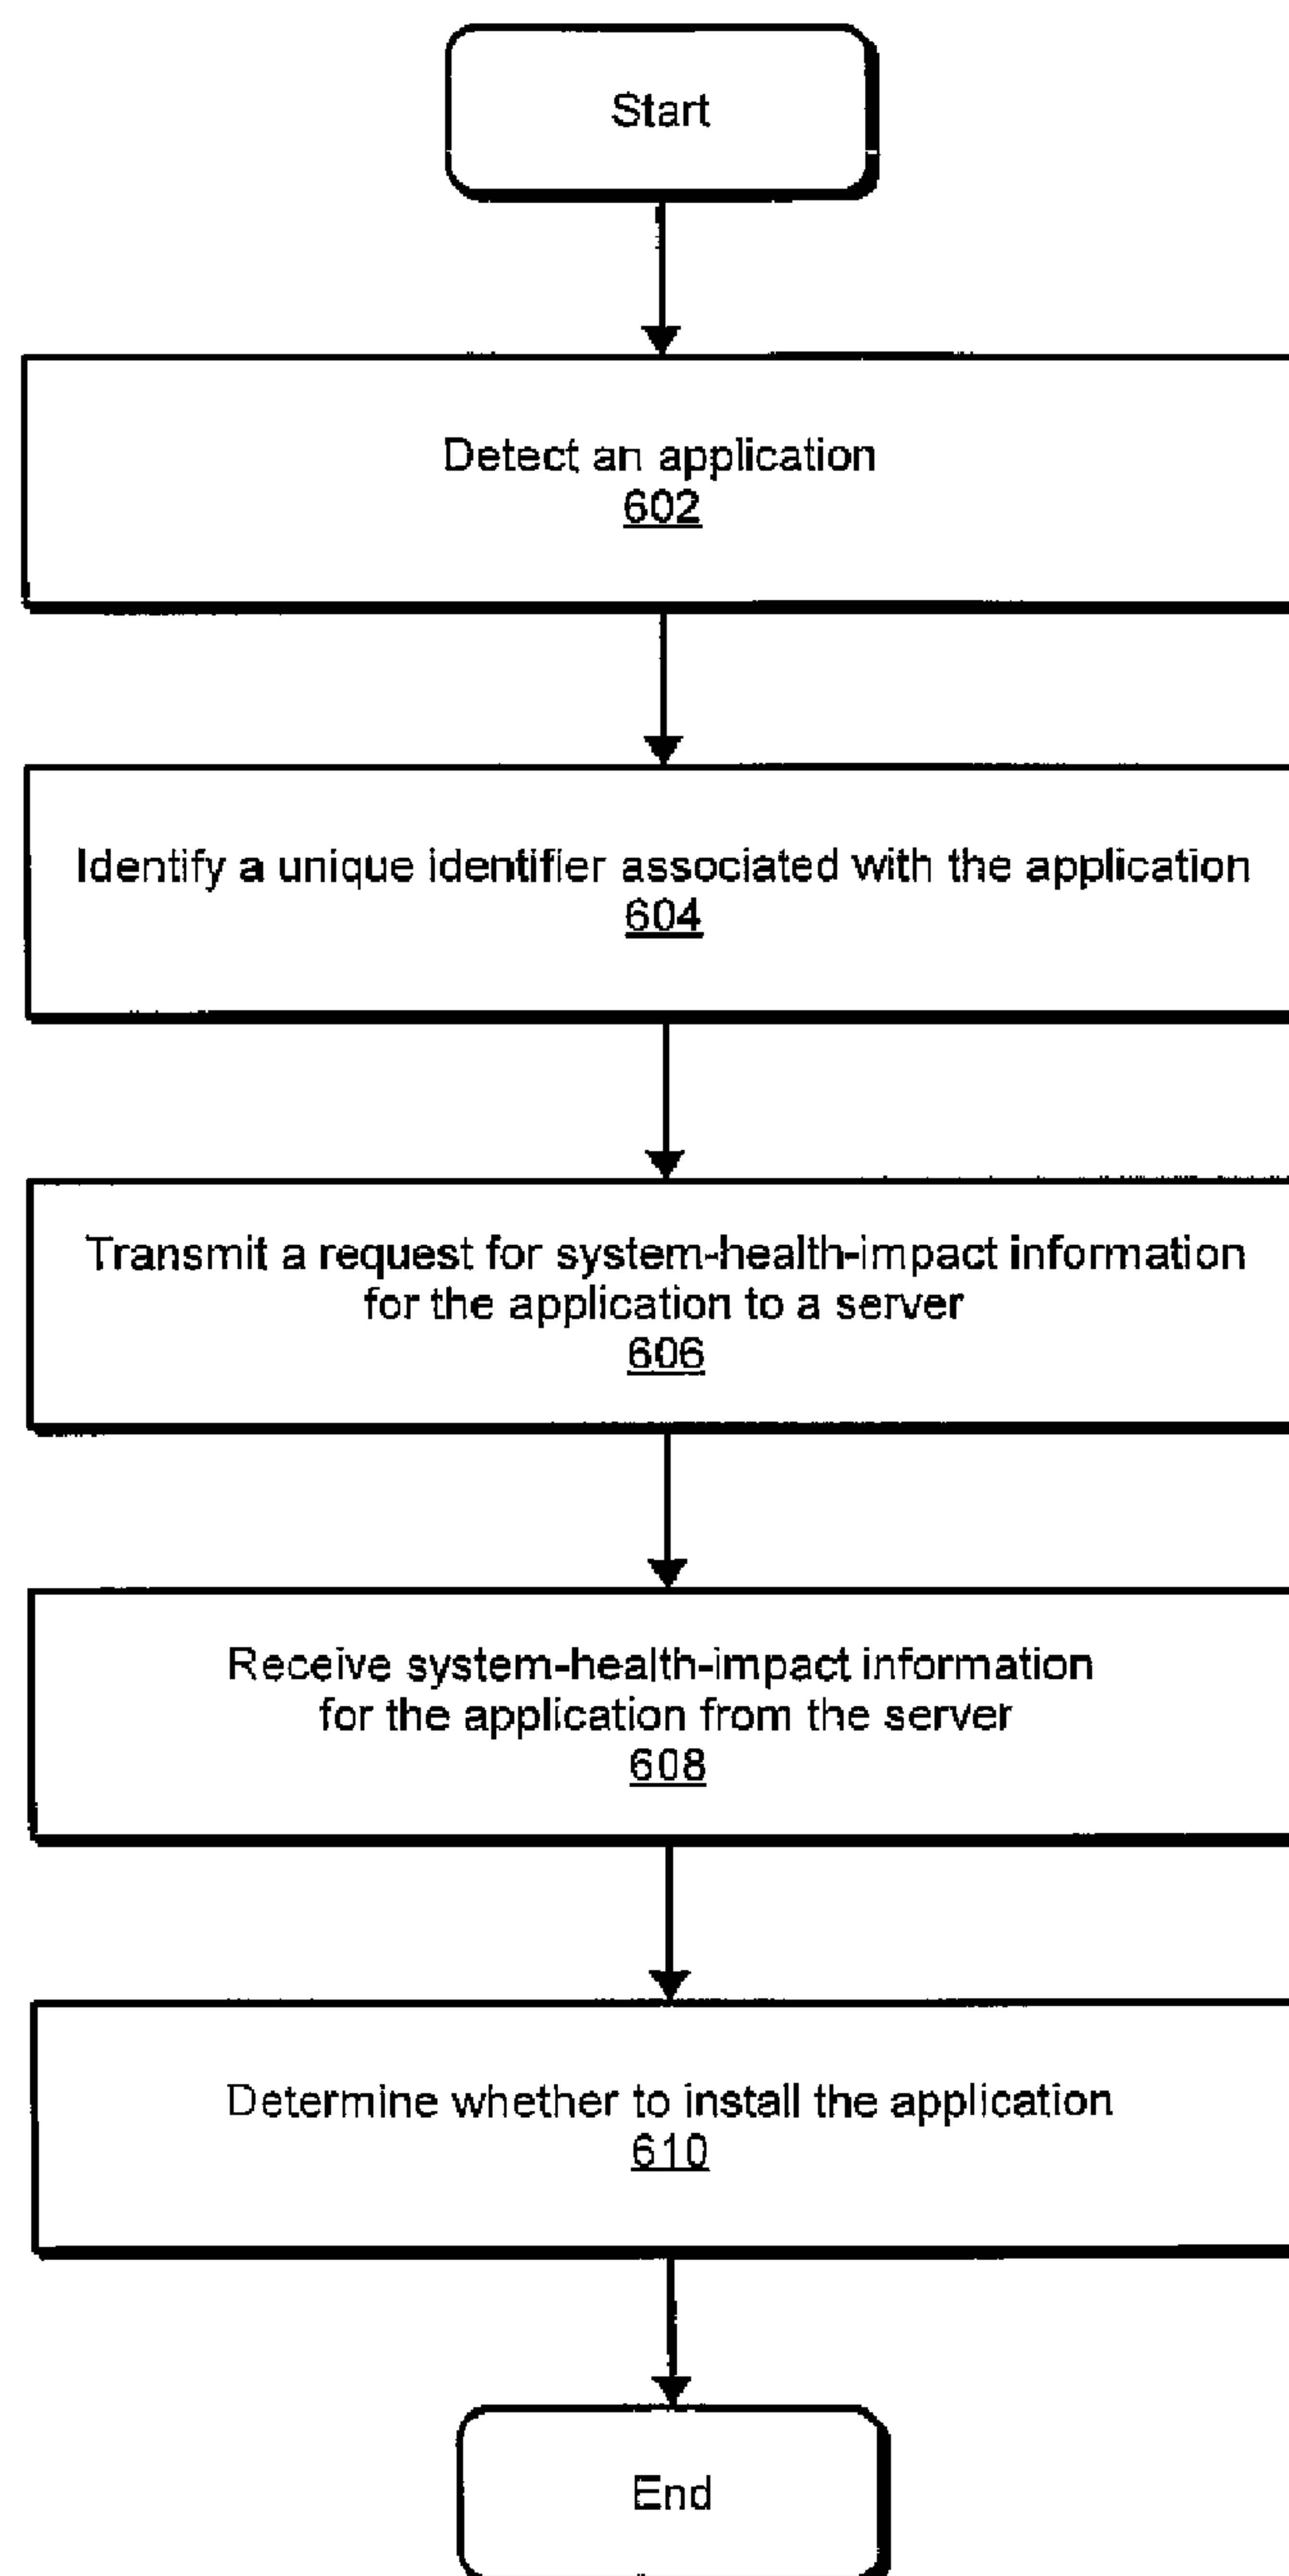 Start
Detect an application
602
Identify a unique identifier associated with the application
604
Transmit a request for system-health-impact information
for the application to a server
606
Receive system-health-impact information
for the application from the server
608
Determine whether to install the application
610
End